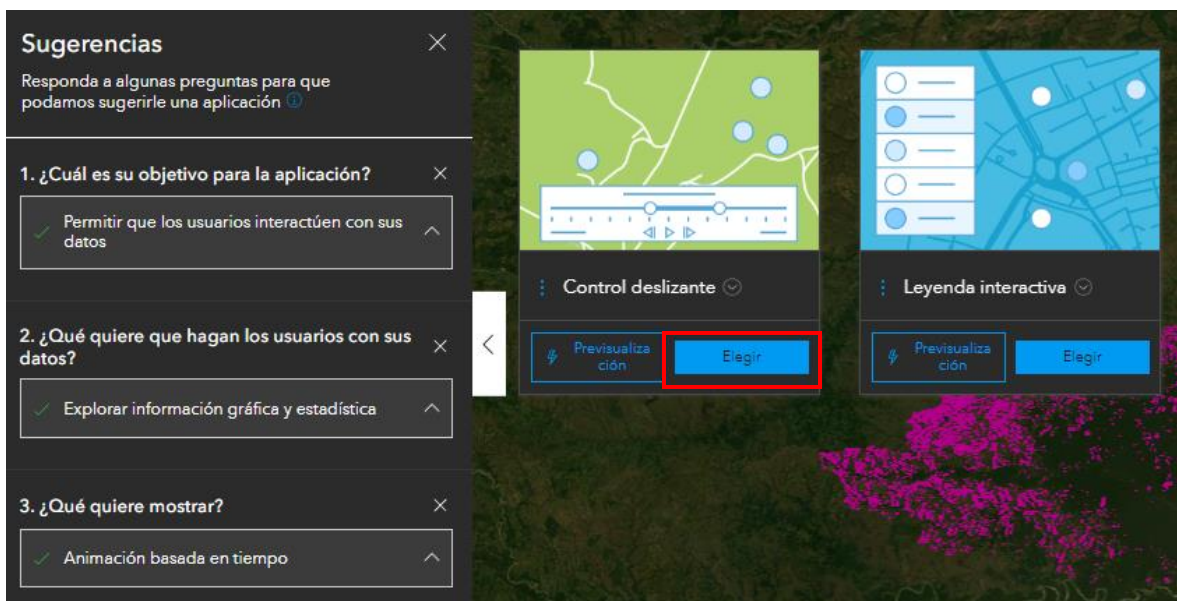 Sugerencias
Responda a algunas preguntas para que
podamos sugerirle una aplicación
1. ¿Cuál es su objetivo para la aplicación?
Permitir que los usuarios interactúen con sus
datos
2. ¿Qué quiere que hagan los usuarios con sus
datos?
Explorar información gráfica y estadística
3. ¿Qué quiere mostrar?
Animación basada en tiempo
Control deslizante
Previsualiza
ción
Elegir
Leyenda interactiva
Previsualiza
ción
Elegir